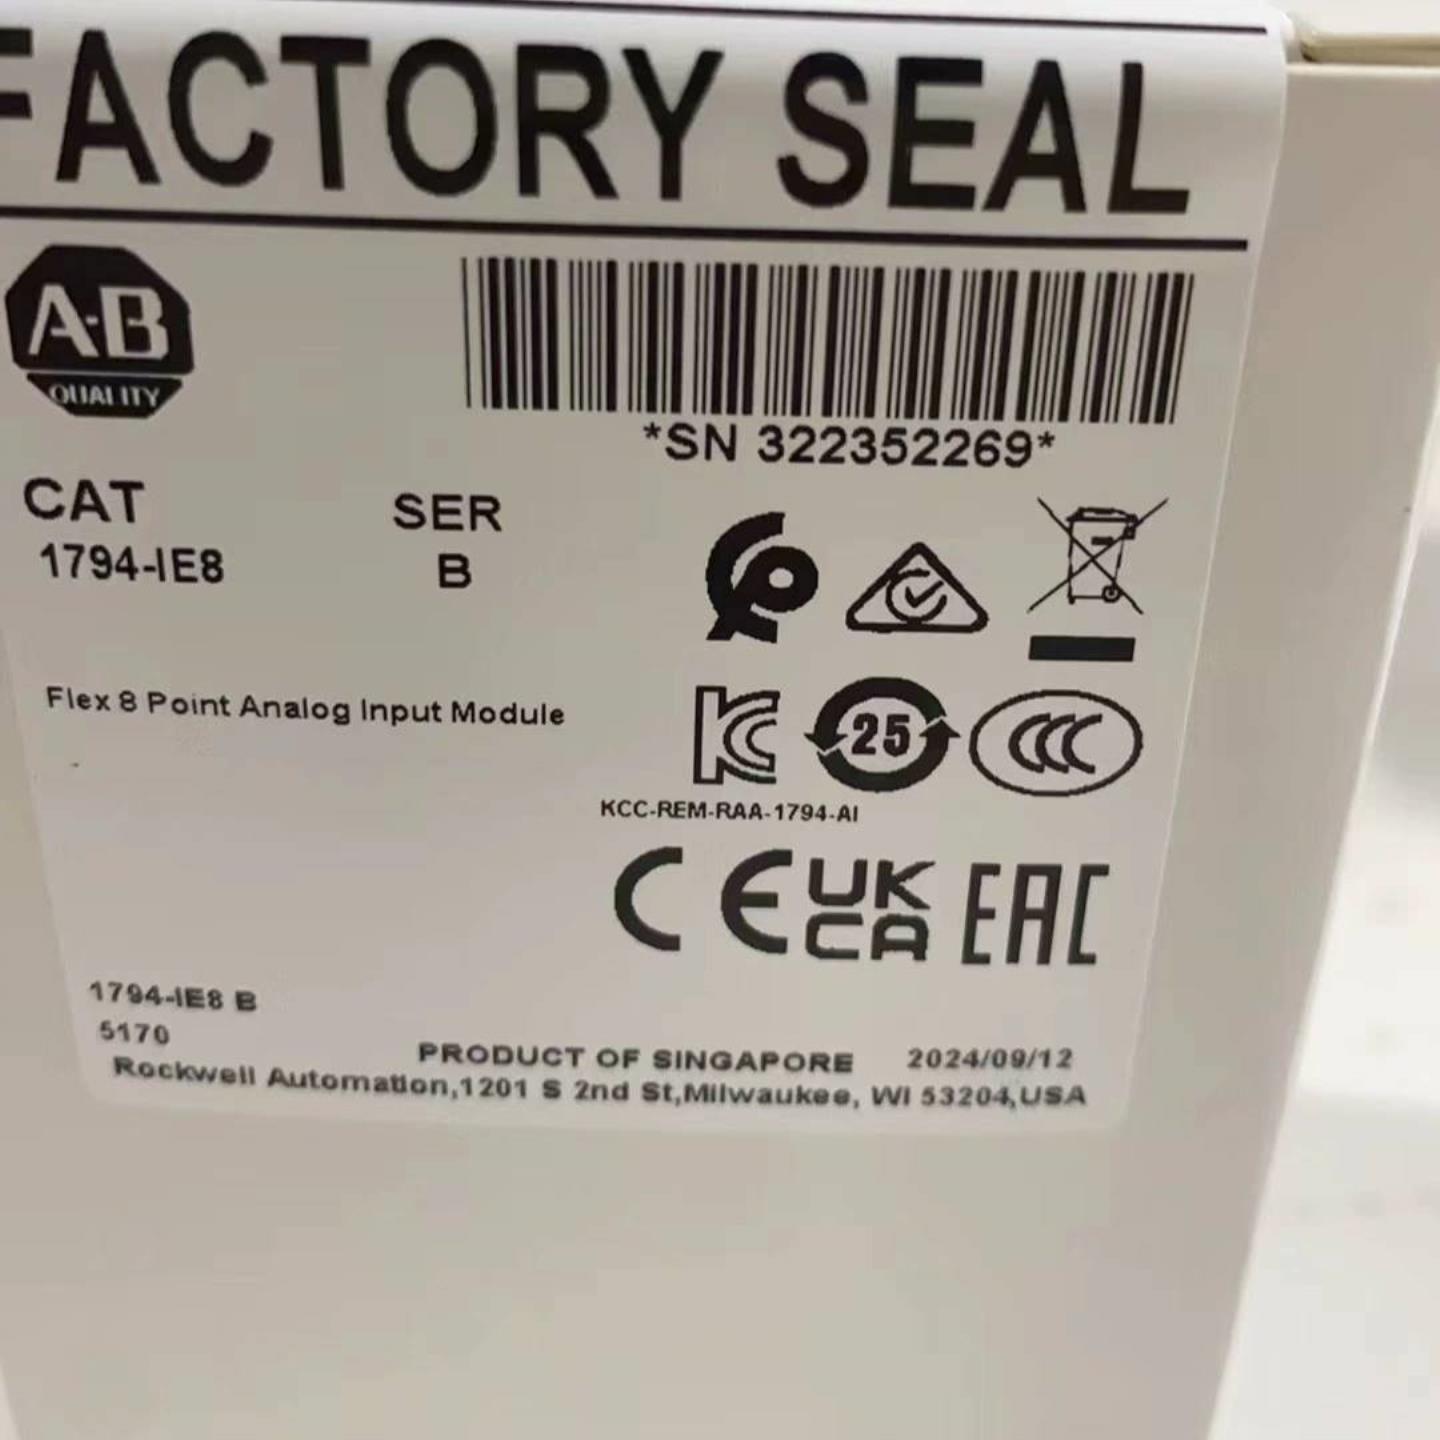 FACTORY SEAL
A-B
QUALITY
*SN 322352269*
CAT
1794-IE8
SER
B
Flex 8 Point Analog Input Module
25
CCC
KCC-REM-RAA-1794-AI
CE
UK
CA
EAC
1794-IE8 B
5170
PRODUCT OF SINGAPORE 2024/09/12
Rockwell Automation,1201 S 2nd St,Milwaukee, WI 53204,USA